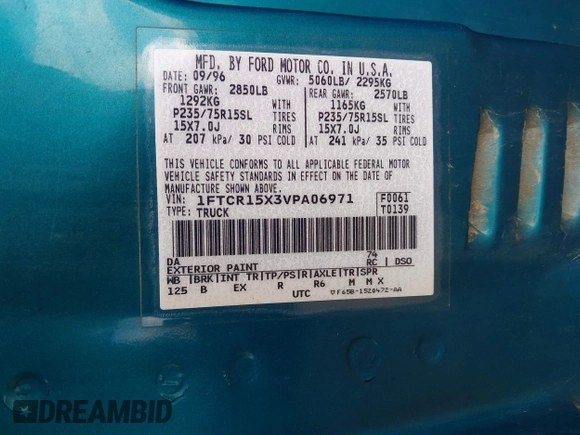 MFD. BY FORD MOTOR CO. IN U.S.A.
DATE: 09/96 GVWR: 5060LB/ 2295KG
FRONT GAWR: 2850LB REAR GAWR: 2570LB
1292KG WITH 1165KG WITH
P235/75R15SL TIRES P235/75R15SL TIRES
15X7.0J RIMS 15X7.0J RIMS
AT 207 kPa/ 30 PSI COLD AT 241 kPa/ 35 PSI COLD
THIS VEHICLE CONFORMS TO ALL APPLICABLE FEDERAL MOTOR
VEHICLE SAFETY STANDARDS IN EFFECT ON THE DATE OF
MANUFACTURE SHOWN ABOVE.
VIN: 1FTCR15X3VPA06971 F0061
TYPE: TRUCK T0139
DA 74
EXTERIOR PAINT RC | DSO
WB |BRK|INT TR|TP/PS|R|AXLE|TR|SPR
125 B EX R R6 M M X
UTC ▽F65B-1520472-AA
DREAMBID